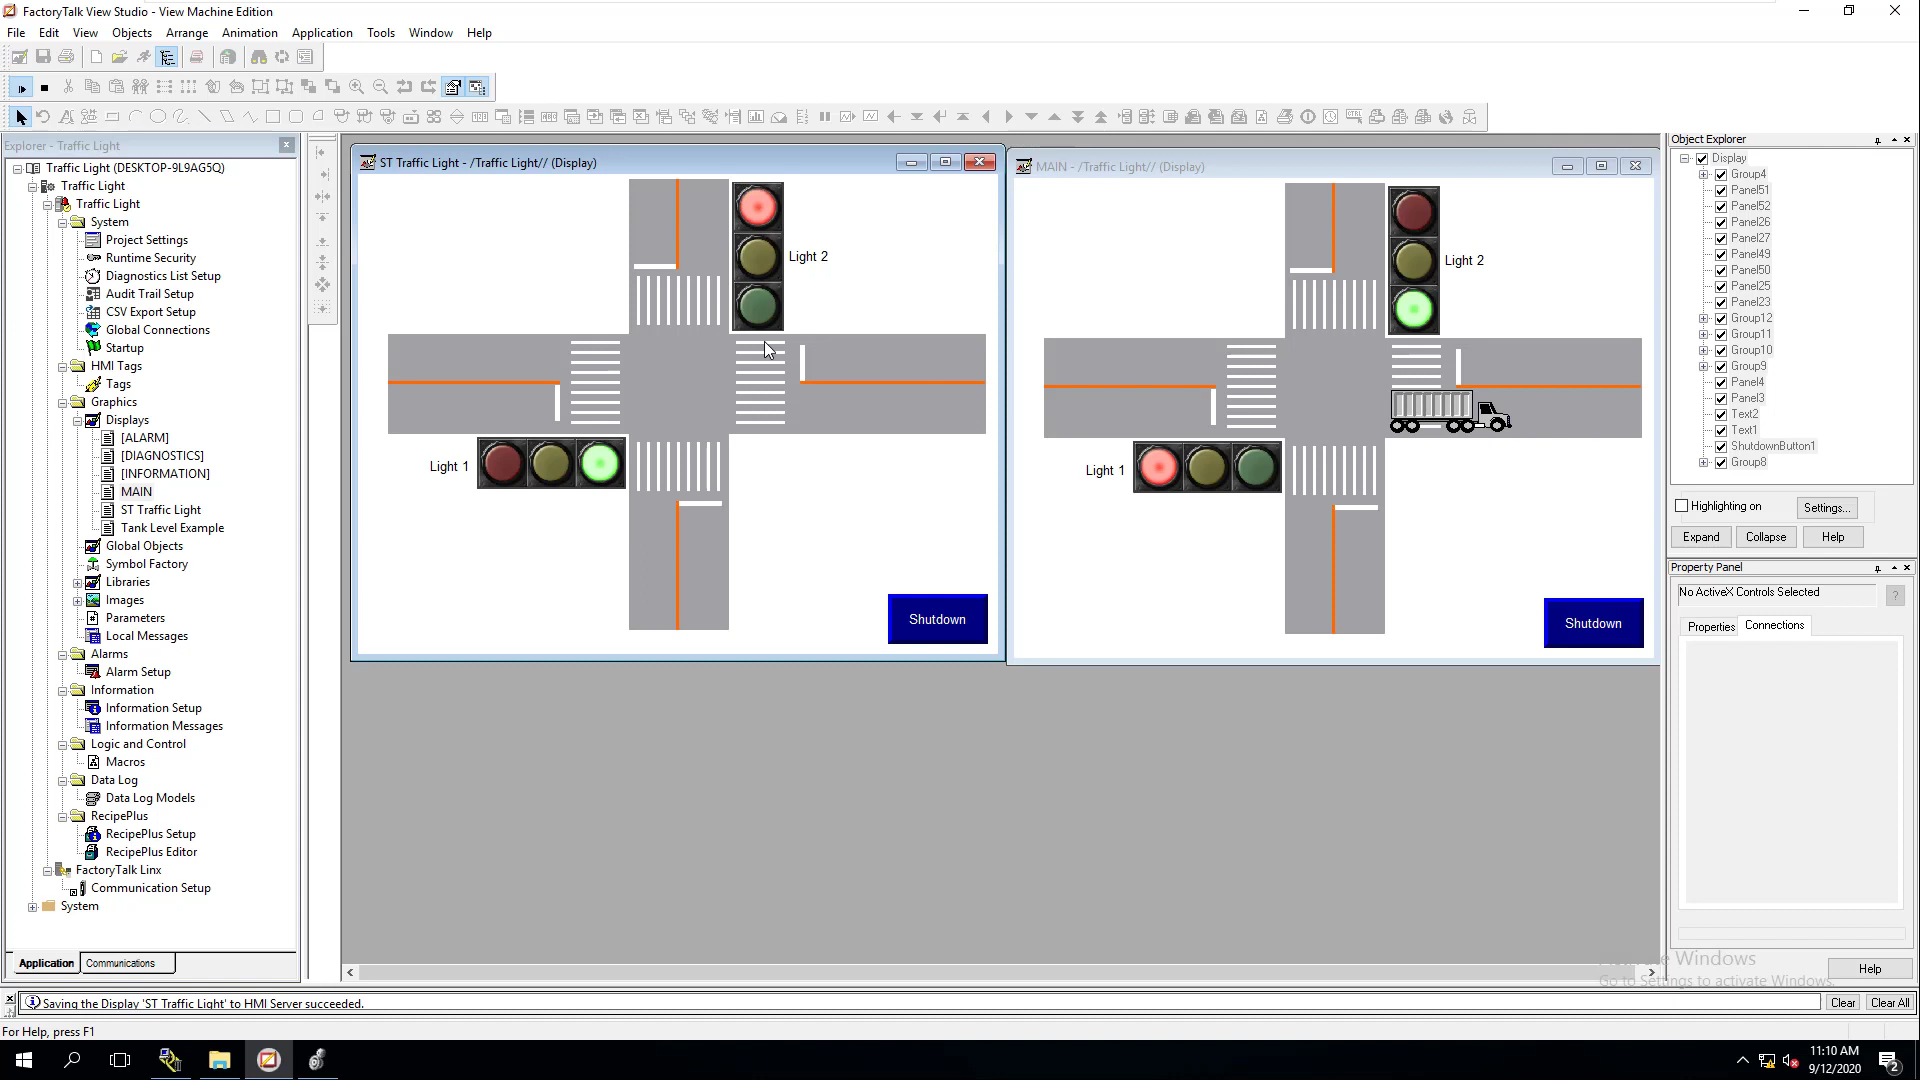 FactoryTalk View Studio - View Machine Edition
File Edit View Objects Arrange Animation Application Tools Window Help
Explorer - Traffic Light
Traffic Light (DESKTOP-9L9AG5Q)
Traffic Light
Traffic Light
System
Project Settings
Runtime Security
Diagnostics List Setup
Audit Trail Setup
CSV Export Setup
Global Connections
Startup
HMI Tags
Tags
Graphics
Displays
[ALARM]
[DIAGNOSTICS]
[INFORMATION]
MAIN
ST Traffic Light
Tank Level Example
Global Objects
Symbol Factory
Libraries
Images
Parameters
Local Messages
Alarms
Alarm Setup
Information
Information Setup
Information Messages
Logic and Control
Macros
Data Log
Data Log Models
RecipePlus
RecipePlus Setup
RecipePlus Editor
FactoryTalk Linx
Communication Setup
System
Application Communications
ST Traffic Light - /Traffic Light// (Display)
Light 2
Light 1
Shutdown
MAIN - /Traffic Light// (Display)
Light 2
Light 1
Shutdown
Object Explorer
Display
Group4
Panel51
Panel52
Panel26
Panel27
Panel49
Panel50
Panel25
Panel23
Group12
Group11
Group10
Group9
Panel4
Panel3
Text2
Text1
ShutdownButton1
Group8
Highlighting on Settings...
Expand Collapse Help
Property Panel
No ActiveX Controls Selected ?
Properties Connections
Windows
Go to Settings to activate Windows.
Help
Saving the Display 'ST Traffic Light' to HMI Server succeeded.
Clear Clear All
For Help, press F1
11:10 AM
9/12/2020
2